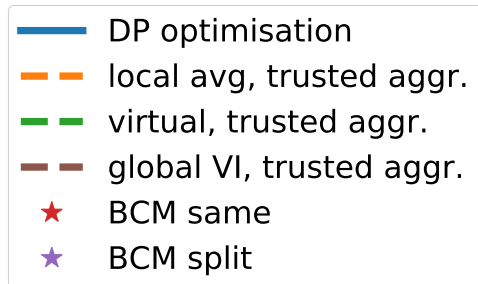 DP optimisation
local avg, trusted aggr.
virtual, trusted aggr.
global VI, trusted aggr.
BCM same
BCM split